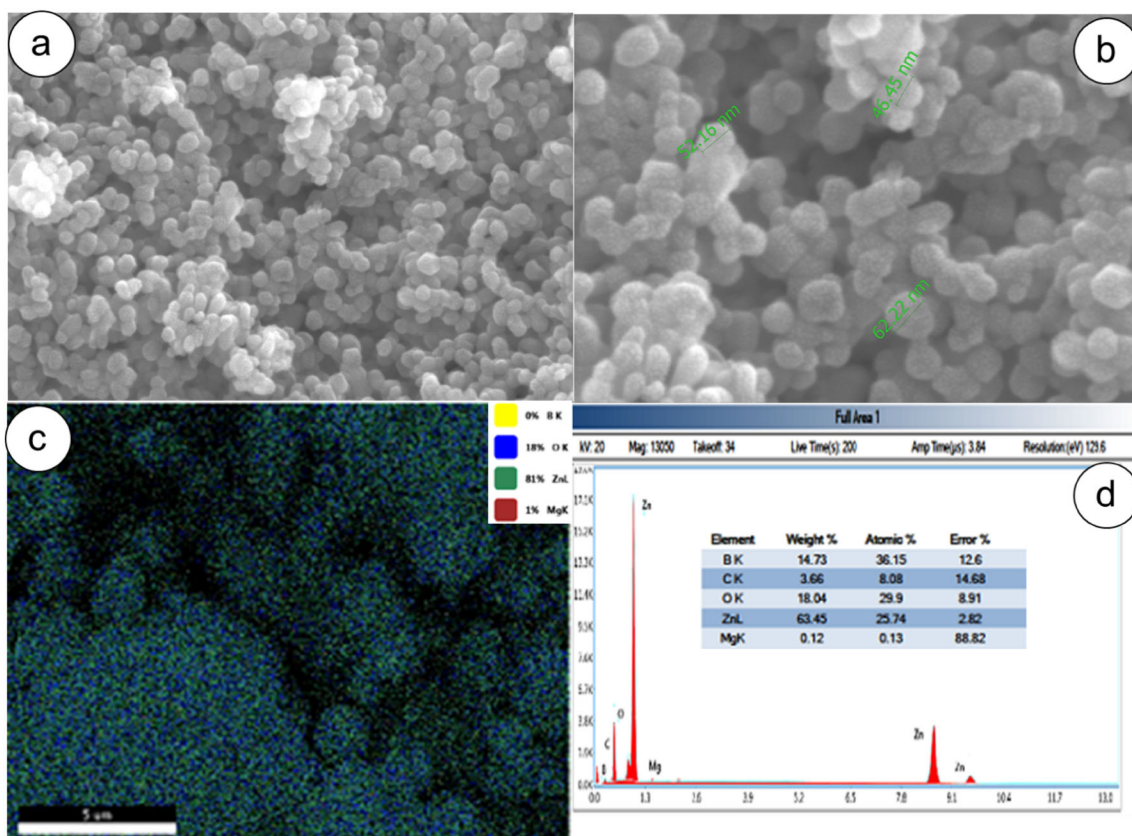 a
b
46.45 nm
52.16 nm
62.22 nm
c
0% B K
18% O K
81% ZnL
1% MgK
5 um
Full Area 1
kV: 20 Mag: 13050 Takeoff: 34 Live Time(s): 200 Amp Time(µs): 3.84 Resolution:(eV) 123.6
d
Zn
O
C
B
Mg
Zn
Zn
Element Weight % Atomic % Error %
B K 14.73 36.15 12.6
C K 3.66 8.08 14.68
O K 18.04 29.9 8.91
ZnL 63.45 25.74 2.82
MgK 0.12 0.13 88.82
0.0 1.3 2.6 3.9 5.2 6.5 7.8 9.1 10.4 11.7 13.0